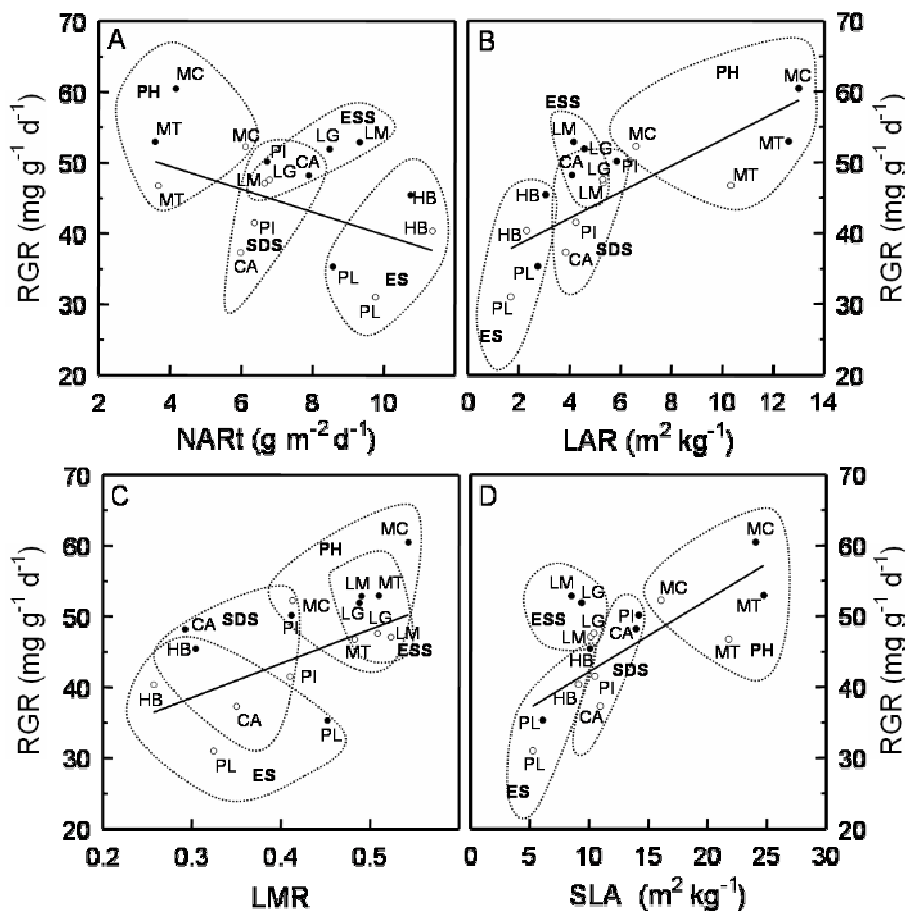 A
B
70
60
50
40
30
20
RGR (mg g⁻¹ d⁻¹)
PH
MC
MT
MC
MT
ESS
LG
LM
PI
CA
LG
LM
PI
SDS
CA
HB
HB
PL
ES
PL
2 4 6 8 10
NARt (g m⁻² d⁻¹)
PH
MC
MT
MC
MT
ESS
LM
LG
CA
PI
LG
LM
HB
HB
PI
SDS
CA
PL
PL
ES
70
60
50
40
30
20
RGR (mg g⁻¹ d⁻¹)
0 2 4 6 8 10 12 14
LAR (m² kg⁻¹)
C
D
70
60
50
40
30
20
RGR (mg g⁻¹ d⁻¹)
MC
PH
LM
MT
MC
LG
LG
CA
SDS
PI
LM
HB
MT
ESS
HB
PI
CA
PL
PL
ES
0.2 0.3 0.4 0.5
LMR
MC
LM
LG
MC
MT
ESS
LG
PI
LM
CA
HB
MT
PH
SDS
HB
PI
CA
PL
PL
ES
70
60
50
40
30
20
RGR (mg g⁻¹ d⁻¹)
0 5 10 15 20 25 30
SLA (m² kg⁻¹)